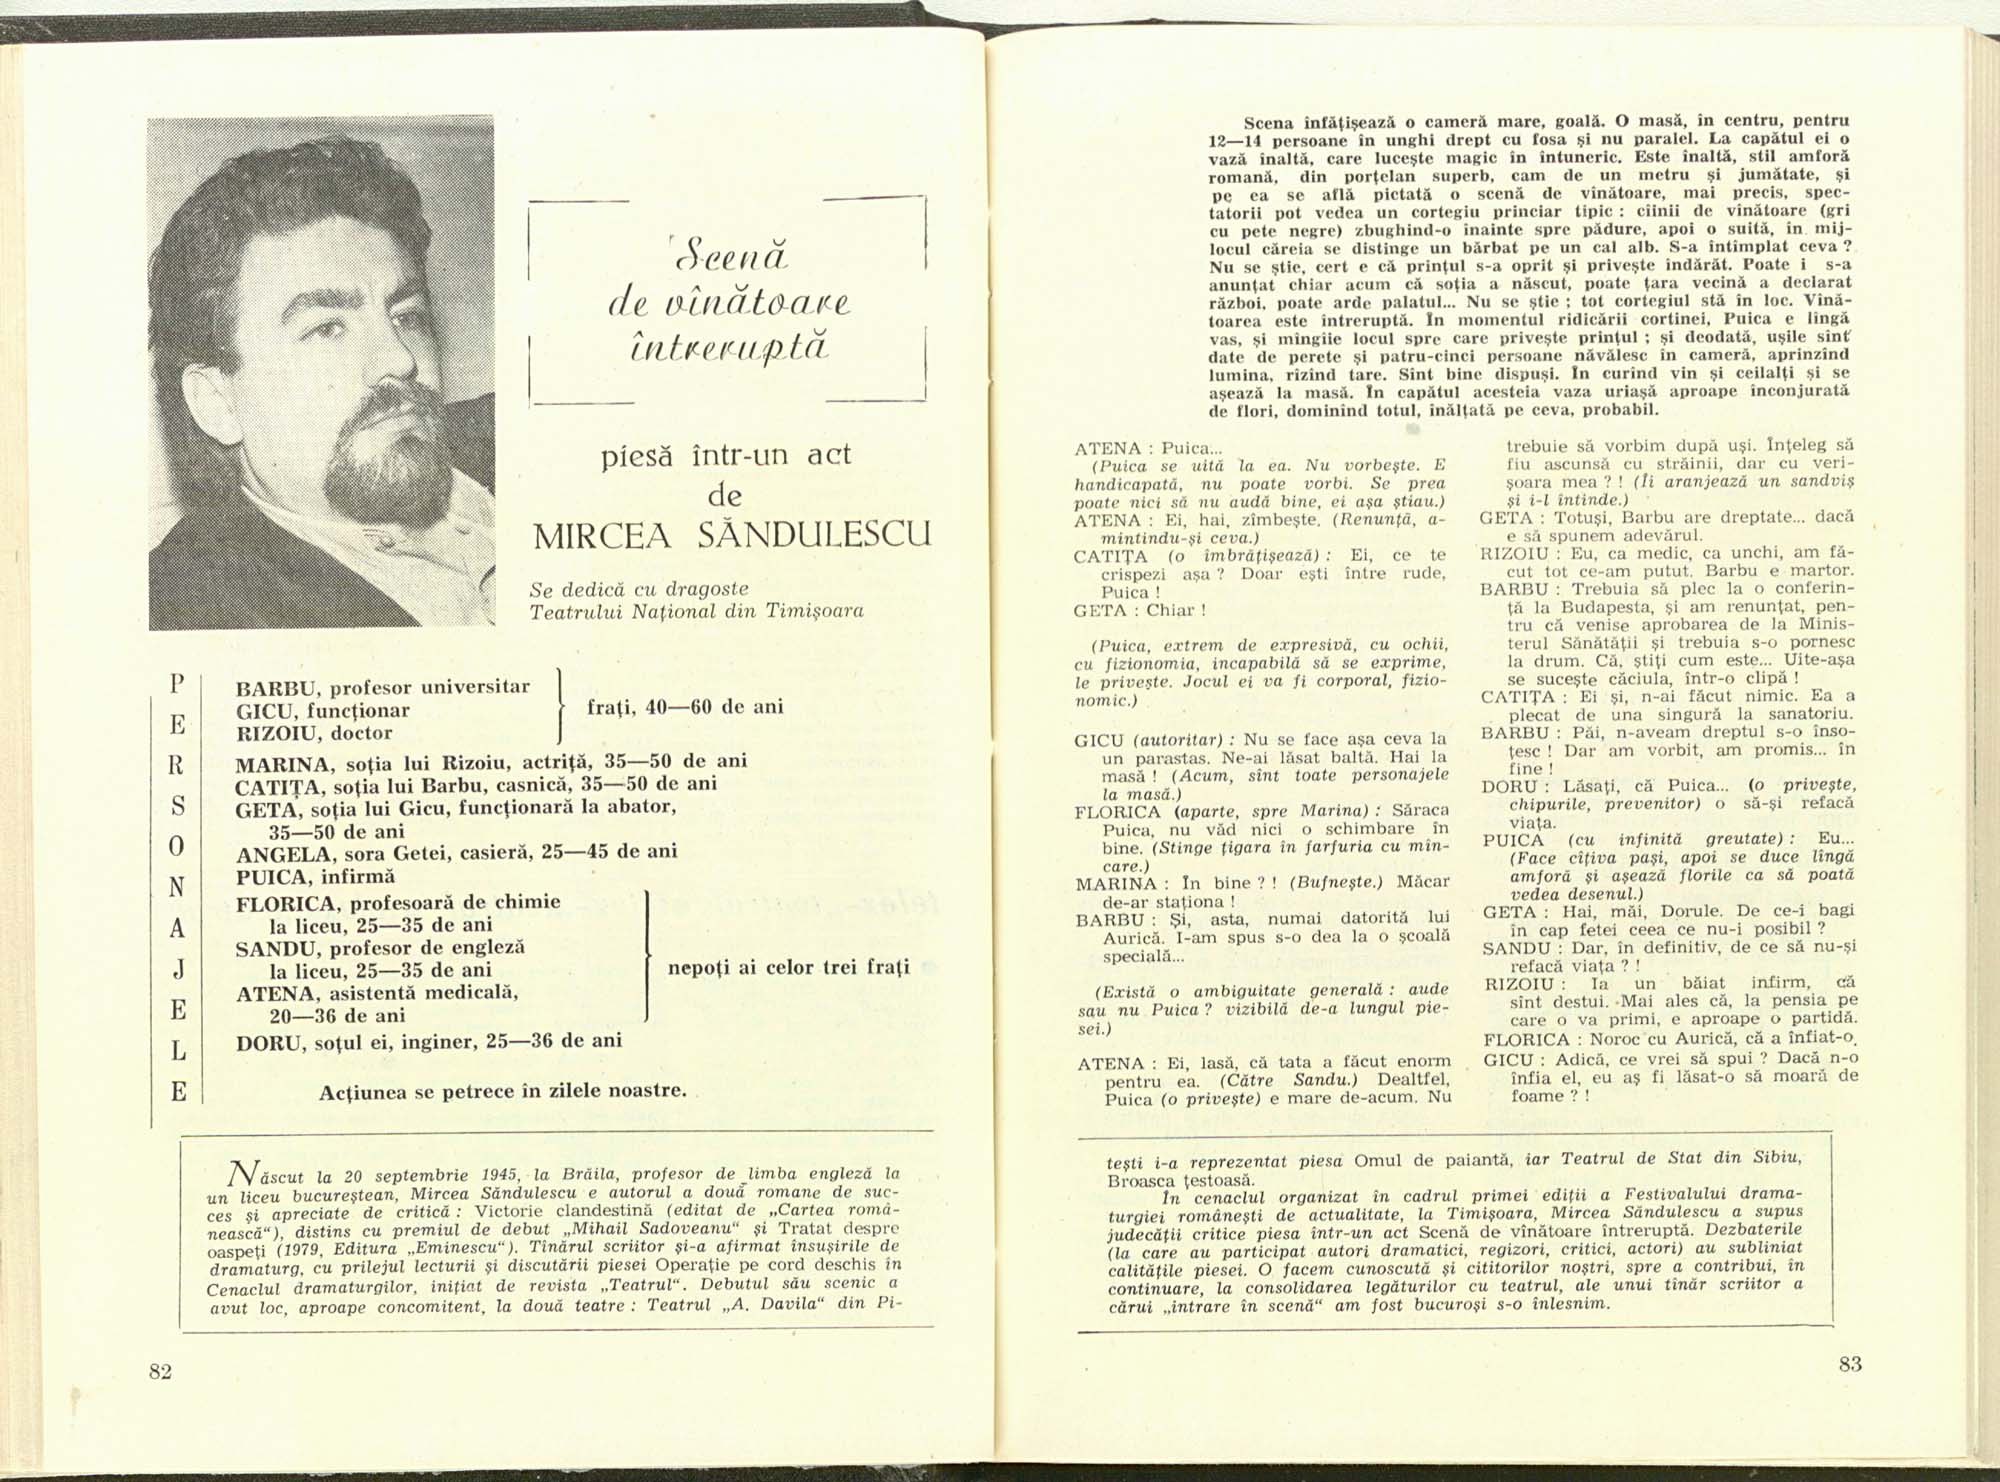 Scenă
de vînătoare
întreruptă
piesă într-un act
de
MIRCEA SĂNDULESCU
Se dedică cu dragoste
Teatrului Național din Timișoara
PERSONAJELE
BARBU, profesor universitar
GICU, funcționar
RIZOIU, doctor
frați, 40—60 de ani
MARINA, soția lui Rizoiu, actriță, 35—50 de ani
CATIȚA, soția lui Barbu, casnică, 35—50 de ani
GETA, soția lui Gicu, funcționară la abator,
35—50 de ani
ANGELA, sora Getei, casieră, 25—45 de ani
PUICA, infirmă
FLORICA, profesoară de chimie
la liceu, 25—35 de ani
SANDU, profesor de engleză
la liceu, 25—35 de ani
ATENA, asistentă medicală,
20—36 de ani
nepoți ai celor trei frați
DORU, soțul ei, inginer, 25—36 de ani
Acțiunea se petrece în zilele noastre.
Născut la 20 septembrie 1945, la Brăila, profesor de limba engleză la
un liceu bucureștean, Mircea Săndulescu e autorul a două romane de suc-
ces și apreciate de critică : Victorie clandestină (editat de „Cartea româ-
nească“), distins cu premiul de debut „Mihail Sadoveanu“ și Tratat despre
oaspeți (1979, Editura „Eminescu“). Tînărul scriitor și-a afirmat însușirile de
dramaturg, cu prilejul lecturii și discutării piesei Operație pe cord deschis în
Cenaclul dramaturgilor, inițiat de revista „Teatrul“. Debutul său scenic a
avut loc, aproape concomitent, la două teatre : Teatrul „A. Davila“ din Pi-
82
Scena înfățișează o cameră mare, goală. O masă, în centru, pentru
12—14 persoane în unghi drept cu fosa și nu paralel. La capătul ei o
vază înaltă, care lucește magic în întuneric. Este înaltă, stil amforă
romană, din porțelan superb, cam de un metru și jumătate, și
pe ea se află pictată o scenă de vînătoare, mai precis, spec-
tatorii pot vedea un cortegiu princiar tipic : cîinii de vînătoare (gri
cu pete negre) zbughind-o înainte spre pădure, apoi o suită, în mij-
locul căreia se distinge un bărbat pe un cal alb. S-a întîmplat ceva ?
Nu se știe, cert e că prințul s-a oprit și privește îndărăt. Poate i s-a
anunțat chiar acum că soția a născut, poate țara vecină a declarat
război, poate arde palatul... Nu se știe ; tot cortegiul stă în loc. Vînă-
toarea este întreruptă. În momentul ridicării cortinei, Puica e lîngă
vas, și mîngîie locul spre care privește prințul ; și deodată, ușile sînt
date de perete și patru-cinci persoane năvălesc în cameră, aprinzînd
lumina, rîzînd tare. Sînt bine dispuși. În curînd vin și ceilalți și se
așează la masă. În capătul acesteia vaza uriașă aproape înconjurată
de flori, dominînd totul, înălțată pe ceva, probabil.
ATENA : Puica...
(Puica se uită la ea. Nu vorbește. E
handicapată, nu poate vorbi. Se prea
poate nici să nu audă bine, ei așa știau.)
ATENA : Ei, hai, zîmbește. (Renunță, a-
mintindu-și ceva.)
CATIȚA (o îmbrățișează) : Ei, ce te
crispezi așa ? Doar ești între rude,
Puica !
GETA : Chiar !
(Puica, extrem de expresivă, cu ochii,
cu fizionomia, incapabilă să se exprime,
le privește. Jocul ei va fi corporal, fizio-
nomic.)
GICU (autoritar) : Nu se face așa ceva la
un parastas. Ne-ai lăsat baltă. Hai la
masă ! (Acum, sînt toate personajele
la masă.)
FLORICA (aparte, spre Marina) : Săraca
Puica, nu văd nici o schimbare în
bine. (Stinge țigara în farfuria cu mîn-
care.)
MARINA : În bine ? ! (Bufnește.) Măcar
de-ar staționa !
BARBU : Și, asta, numai datorită lui
Aurică. I-am spus s-o dea la o școală
specială...
(Există o ambiguitate generală : aude
sau nu Puica ? vizibilă de-a lungul pie-
sei.)
ATENA : Ei, lasă, că tata a făcut enorm
pentru ea. (Către Sandu.) Dealtfel,
Puica (o privește) e mare de-acum. Nu
trebuie să vorbim după uși. Înțeleg să
fiu ascunsă cu străinii, dar cu veri-
șoara mea ? ! (Îi aranjează un sandviș
și i-l întinde.)
GETA : Totuși, Barbu are dreptate... dacă
e să spunem adevărul.
RIZOIU : Eu, ca medic, ca unchi, am fă-
cut tot ce-am putut. Barbu e martor.
BARBU : Trebuia să plec la o conferin-
ță la Budapesta, și am renunțat, pen-
tru că venise aprobarea de la Minis-
terul Sănătății și trebuia s-o pornesc
la drum. Că, știți cum este... Uite-așa
se sucește căciula, într-o clipă !
CATIȚA : Ei și, n-ai făcut nimic. Ea a
plecat de una singură la sanatoriu.
BARBU : Păi, n-aveam dreptul s-o înso-
țesc ! Dar am vorbit, am promis... în
fine !
DORU : Lăsați, că Puica... (o privește,
chipurile, prevenitor) o să-și refacă
viața.
PUICA (cu infinită greutate) : Eu...
(Face cîțiva pași, apoi se duce lîngă
amforă și așează florile ca să poată
vedea desenul.)
GETA : Hai, măi, Dorule. De ce-i bagi
în cap fetei ceea ce nu-i posibil ?
SANDU : Dar, în definitiv, de ce să nu-și
refacă viața ? !
RIZOIU : Ia un băiat infirm, că
sînt destui. Mai ales că, la pensia pe
care o va primi, e aproape o partidă.
FLORICA : Noroc cu Aurică, că a înfiat-o.
GICU : Adică, ce vrei să spui ? Dacă n-o
înfia el, eu aș fi lăsat-o să moară de
foame ? !
tești i-a reprezentat piesa Omul de paiantă, iar Teatrul de Stat din Sibiu,
Broasca țestoasă.
În cenaclul organizat în cadrul primei ediții a Festivalului drama-
turgiei românești de actualitate, la Timișoara, Mircea Săndulescu a supus
judecății critice piesa într-un act Scenă de vînătoare întreruptă. Dezbaterile
(la care au participat autori dramatici, regizori, critici, actori) au subliniat
calitățile piesei. O facem cunoscută și cititorilor noștri, spre a contribui, în
continuare, la consolidarea legăturilor cu teatrul, ale unui tînăr scriitor a
cărui „intrare în scenă“ am fost bucuroși s-o înlesnim.
83